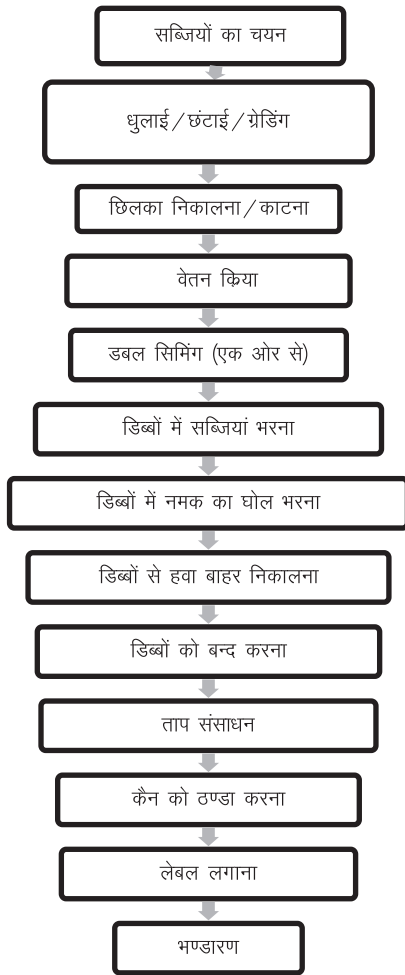 सब्जियों का चयन
धुलाई/छंटाई/ग्रेडिंग
छिलका निकालना/काटना
वेतन क्रिया
डबल सिमिंग (एक ओर से)
डिब्बों में सब्जियां भरना
डिब्बों में नमक का घोल भरना
डिब्बों से हवा बाहर निकालना
डिब्बों को बन्द करना
ताप संसाधन
कैन को ठण्डा करना
लेबल लगाना
भण्डारण